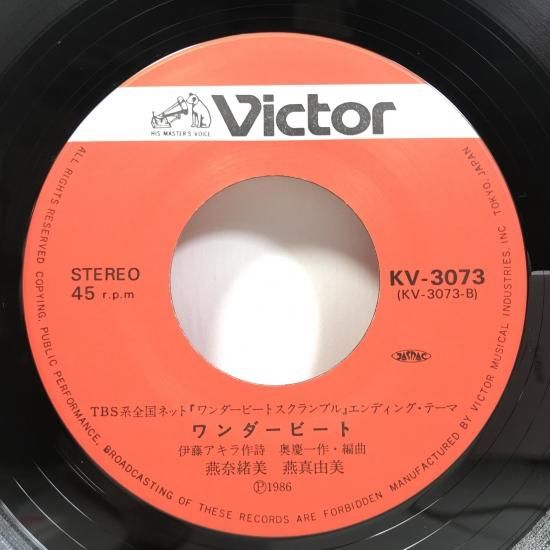 Victor
HIS MASTER'S VOICE
STEREO
45 r.p.m
KV-3073
(KV-3073-B)
JASRAC
TBS系全国ネット『ワンダービートスクランブル』エンディング・テーマ
ワンダービート
伊藤アキラ作詩 奥慶一作・編曲
燕奈緒美 燕真由美
Ⓟ1986
ALL RIGHTS RESERVED COPYING, PUBLIC PERFORMANCE, BROADCASTING OF THESE RECORDS ARE FORBIDDEN MANUFACTURED BY VICTOR MUSICAL INDUSTRIES, INC. TOKYO, JAPAN